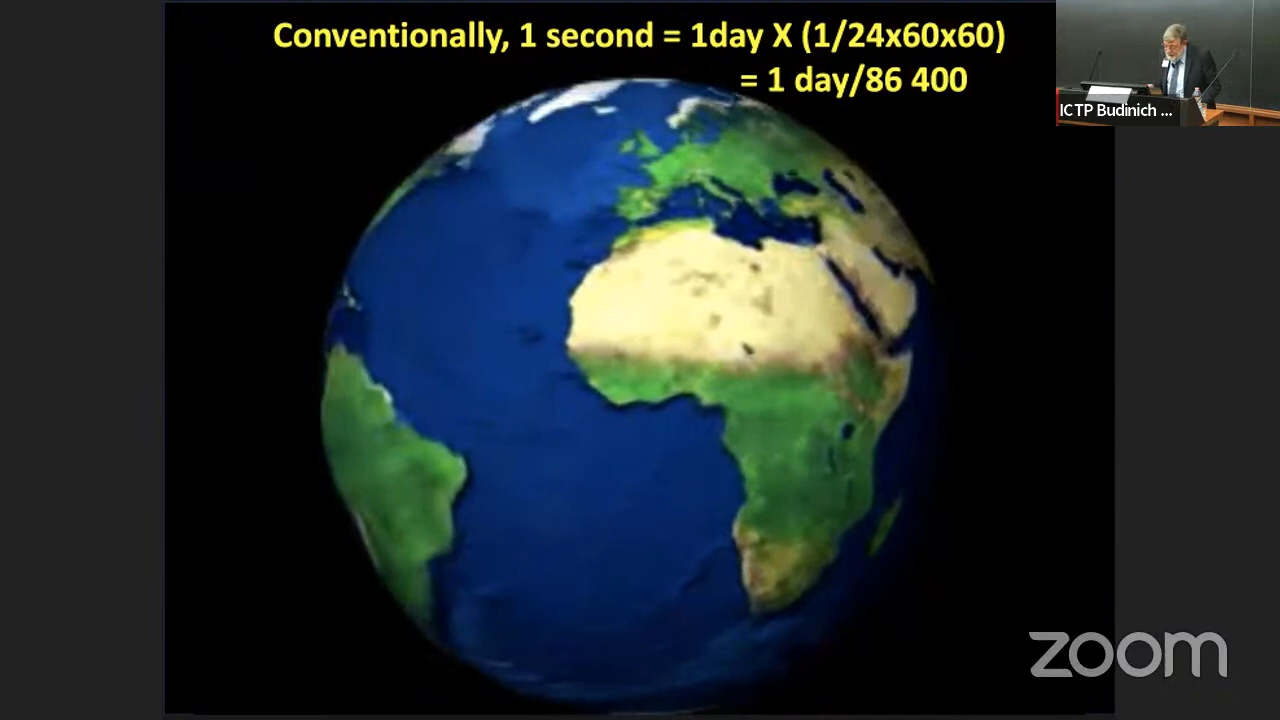 Conventionally, 1 second = 1day X (1/24x60x60)
= 1 day/86 400
ICTP Budinich ...
zoom